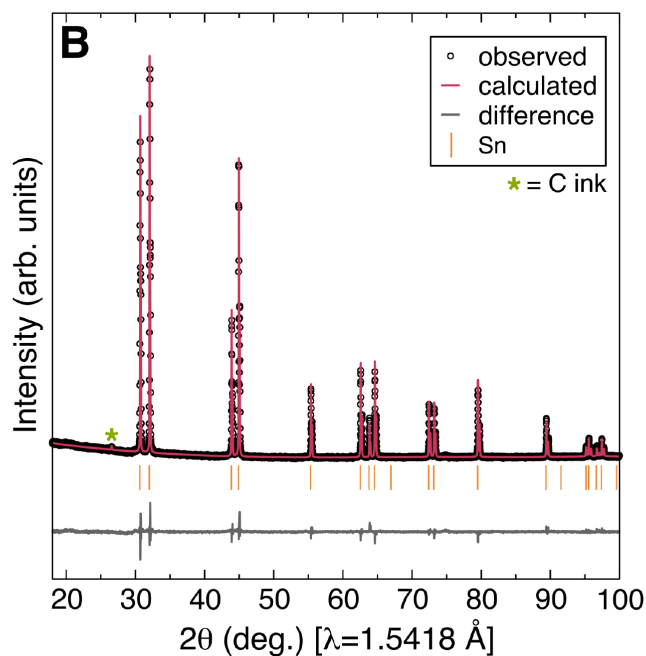 B
observed
calculated
difference
Sn
* = C ink
Intensity (arb. units)
20 30 40 50 60 70 80 90 100
2θ (deg.) [λ=1.5418 Å]